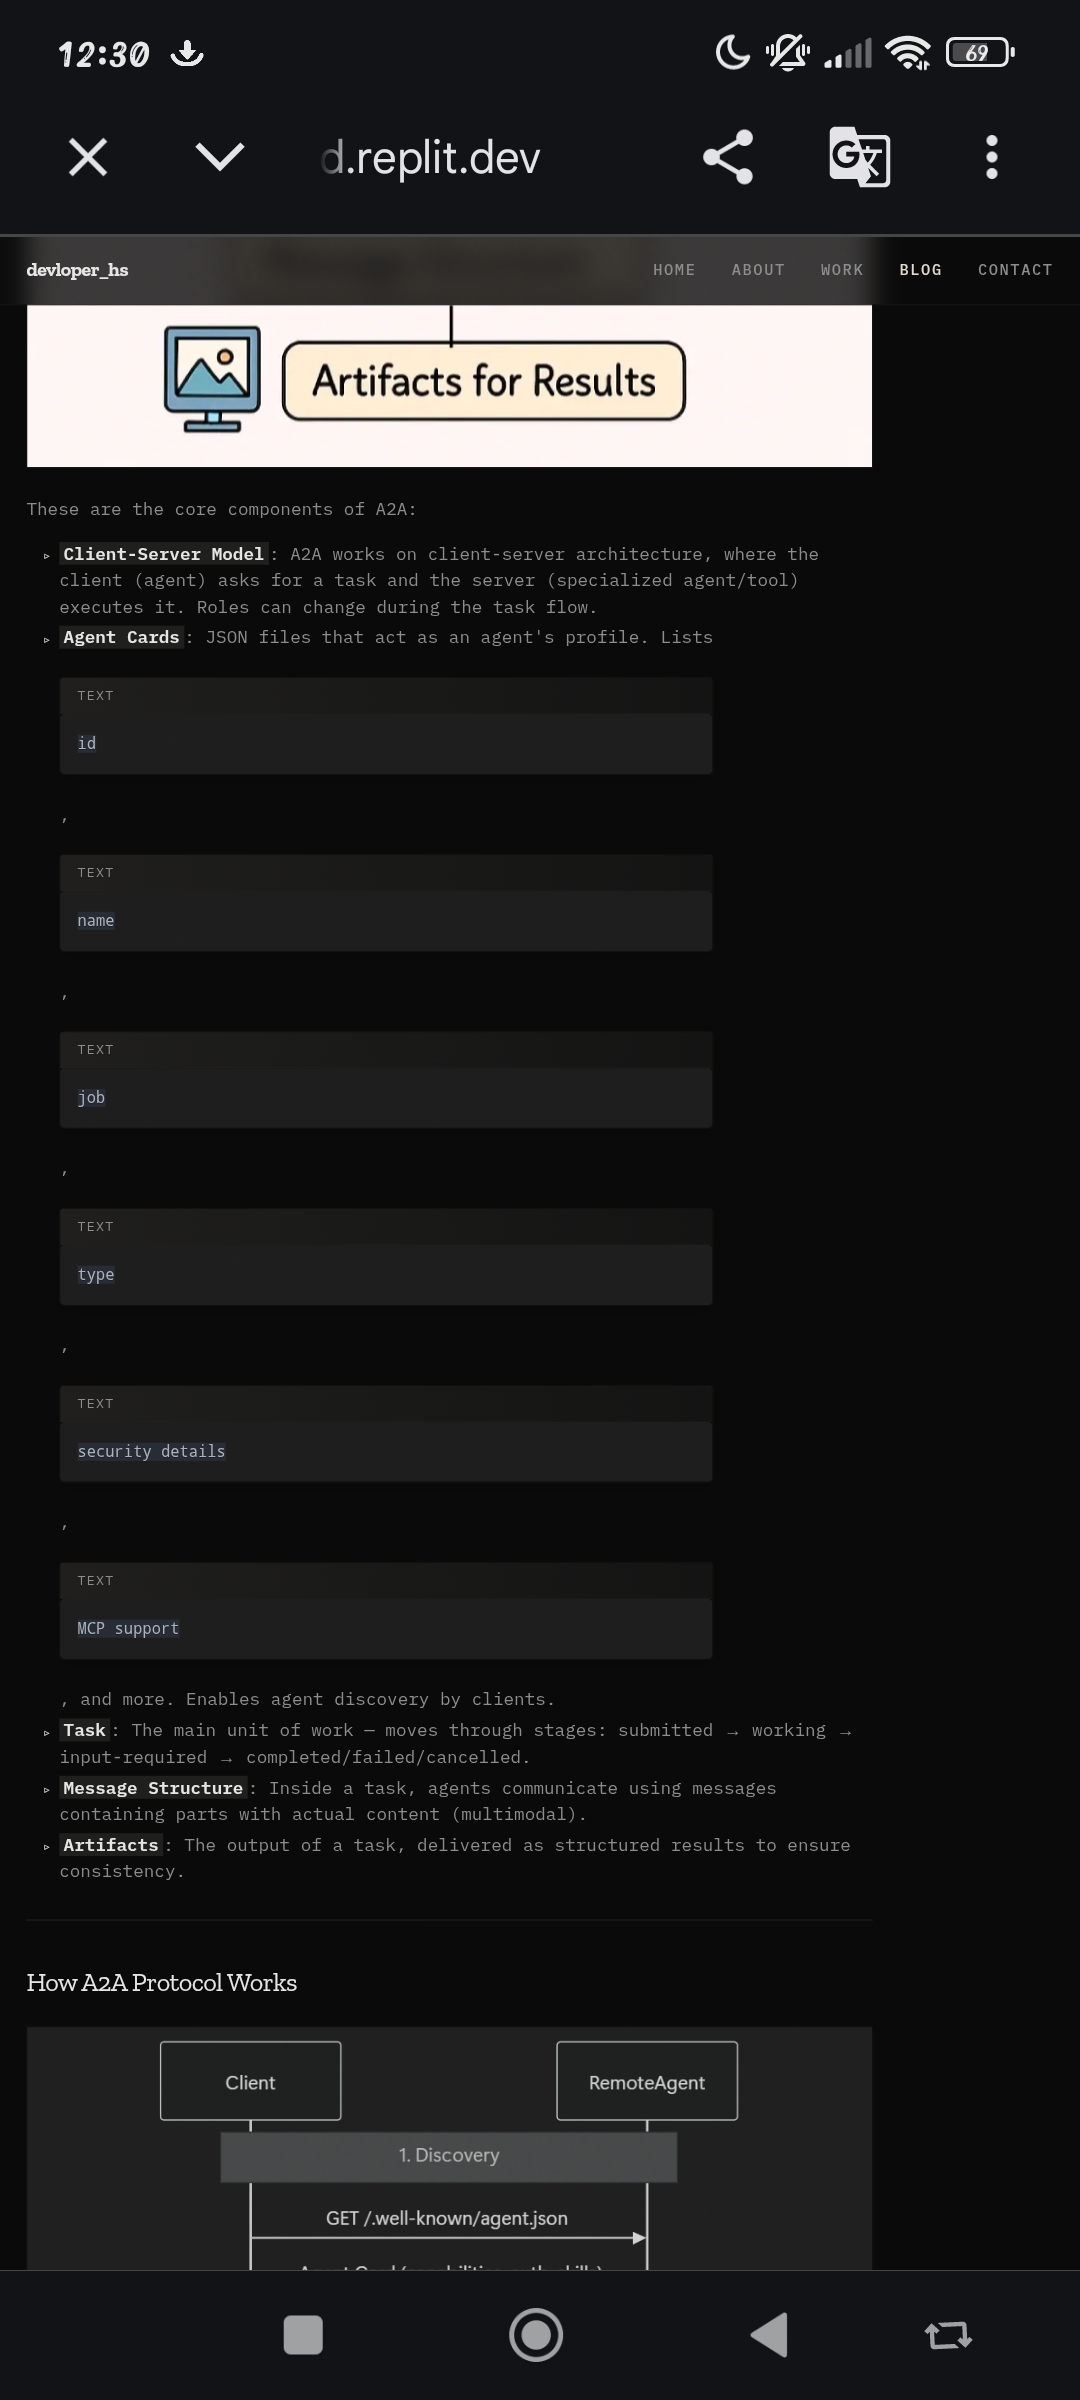 12:30
69
d.replit.dev
devloper_hs HOME ABOUT WORK BLOG CONTACT
Artifacts for Results
These are the core components of A2A:
▹ Client-Server Model: A2A works on client-server architecture, where the
client (agent) asks for a task and the server (specialized agent/tool)
executes it. Roles can change during the task flow.
▹ Agent Cards: JSON files that act as an agent's profile. Lists
TEXT
id
,
TEXT
name
,
TEXT
job
,
TEXT
type
,
TEXT
security details
,
TEXT
MCP support
, and more. Enables agent discovery by clients.
▹ Task: The main unit of work — moves through stages: submitted → working →
input-required → completed/failed/cancelled.
▹ Message Structure: Inside a task, agents communicate using messages
containing parts with actual content (multimodal).
▹ Artifacts: The output of a task, delivered as structured results to ensure
consistency.
How A2A Protocol Works
Client RemoteAgent
1. Discovery
GET /.well-known/agent.json